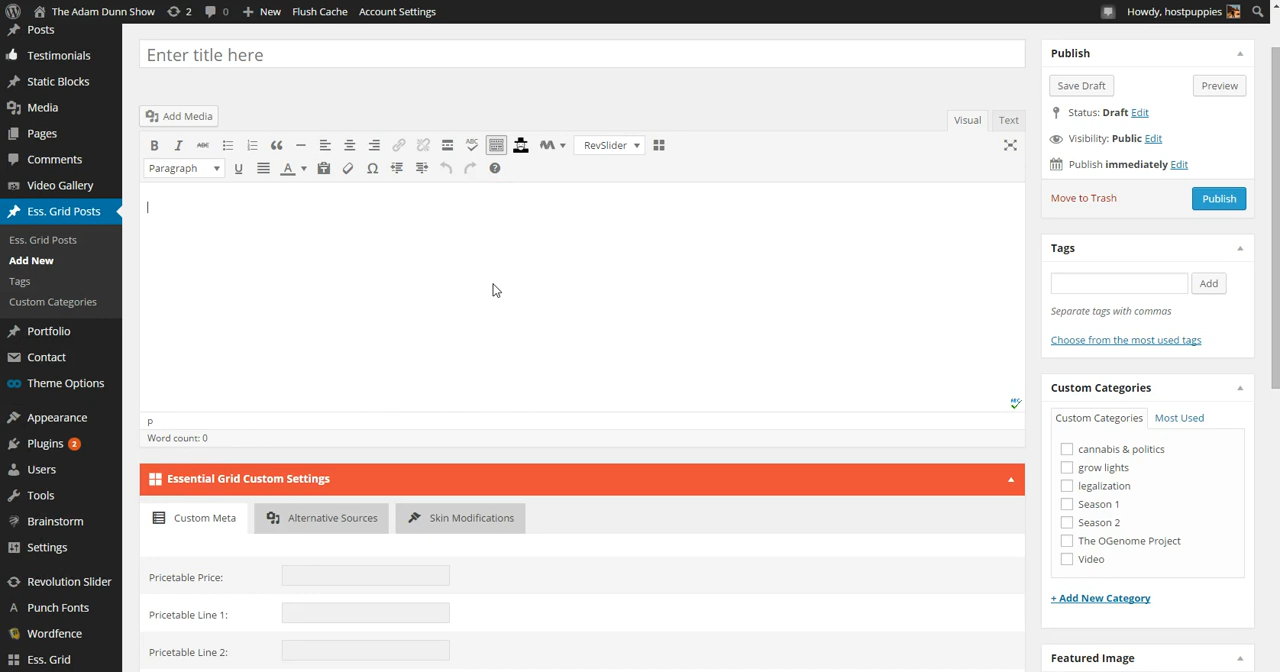 The Adam Dunn Show 2 0 New Flush Cache Account Settings Howdy, hostpuppies
Posts
Testimonials
Static Blocks
Media
Pages
Comments
Video Gallery
Ess. Grid Posts
Ess. Grid Posts
Add New
Tags
Custom Categories
Portfolio
Contact
Theme Options
Appearance
Plugins 2
Users
Tools
Brainstorm
Settings
Revolution Slider
Punch Fonts
Wordfence
Ess. Grid
Enter title here
Add Media
Visual Text
B I ABC ABC RevSlider
Paragraph U A Ω
P
Word count: 0
Essential Grid Custom Settings
Custom Meta Alternative Sources Skin Modifications
Pricetable Price:
Pricetable Line 1:
Pricetable Line 2:
Publish
Save Draft Preview
Status: Draft Edit
Visibility: Public Edit
Publish immediately Edit
Move to Trash Publish
Tags
Add
Separate tags with commas
Choose from the most used tags
Custom Categories
Custom Categories Most Used
cannabis & politics
grow lights
legalization
Season 1
Season 2
The OGenome Project
Video
+ Add New Category
Featured Image